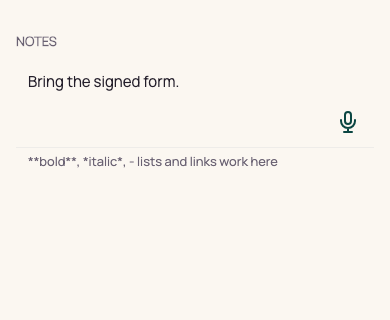 NOTES
Bring the signed form.
**bold**, *italic*, - lists and links work here